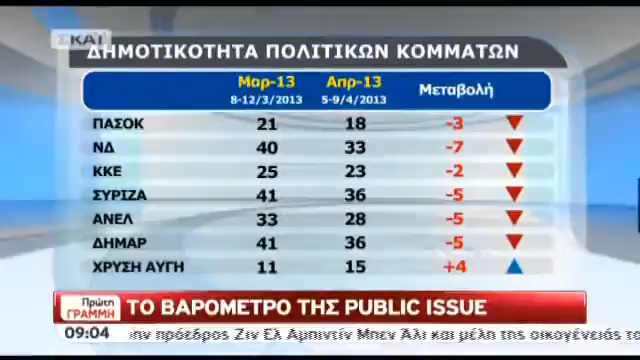 ΣΚΑΪ
ΔΗΜΟΤΙΚΟΤΗΤΑ ΠΟΛΙΤΙΚΩΝ ΚΟΜΜΑΤΩΝ
Μαρ-13 Απρ-13 Μεταβολή
8-12/3/2013 5-9/4/2013
ΠΑΣΟΚ 21 18 -3
ΝΔ 40 33 -7
ΚΚΕ 25 23 -2
ΣΥΡΙΖΑ 41 36 -5
ΑΝΕΛ 33 28 -5
ΔΗΜΑΡ 41 36 -5
ΧΡΥΣΗ ΑΥΓΗ 11 15 +4
Πρώτη
ΓΡΑΜΜΗ
ΤΟ ΒΑΡΟΜΕΤΡΟ ΤΗΣ PUBLIC ISSUE
09:04 πρόεδρος Ζιν Ελ Αμπιντίν Μπεν Άλι και μέλη της οικογένειάς το